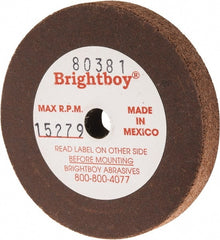 80381
Brightboy®
MAX R.P.M.
15279
MADE
IN
MEXICO
READ LABEL ON OTHER SIDE
BEFORE MOUNTING
BRIGHTBOY ABRASIVES
800-800-4077